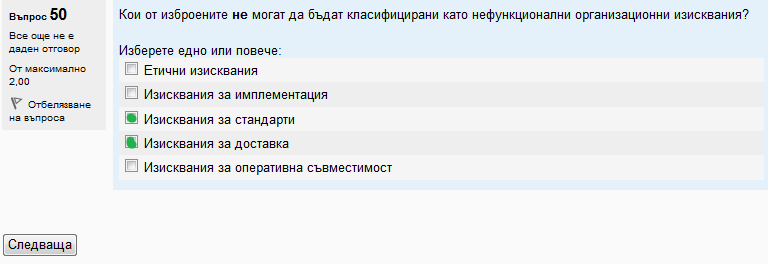 Въпрос 50
Все още не е
даден отговор
От максимално
2,00
Отбелязване
на въпроса
Кои от изброените не могат да бъдат класифицирани като нефункционални организационни изисквания?
Изберете едно или повече:
Етични изисквания
Изисквания за имплементация
Изисквания за стандарти
Изисквания за доставка
Изисквания за оперативна съвместимост
Следваща